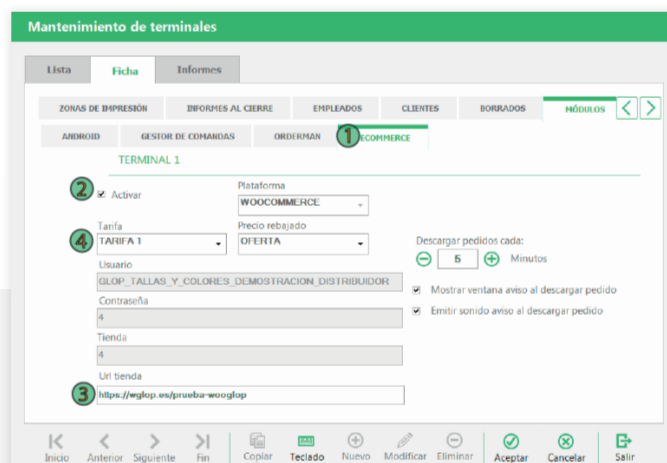 Mantenimiento de terminales
Lista Ficha Informes
ZONAS DE IMPRESIÓN INFORMES AL CIERRE EMPLEADOS CLIENTES BORRADOS MÓDULOS
ANDROID GESTOR DE COMANDAS ORDERMAN 1 ECOMMERCE
TERMINAL 1
2 Activar
Plataforma
WOOCOMMERCE
4
Tarifa
TARIFA 1
Precio rebajado
OFERTA
Usuario
GLOP_TALLAS_Y_COLORES_DEMOSTRACION_DISTRIBUIDOR
Contraseña
4
Tienda
4
Url tienda
3 https://wglop.es/prueba-wooglop
Descargar pedidos cada:
5 Minutos
Mostrar ventana aviso al descargar pedido
Emitir sonido aviso al descargar pedido
Inicio Anterior Siguiente Fin Copiar Teclado Nuevo Modificar Eliminar Aceptar Cancelar Salir